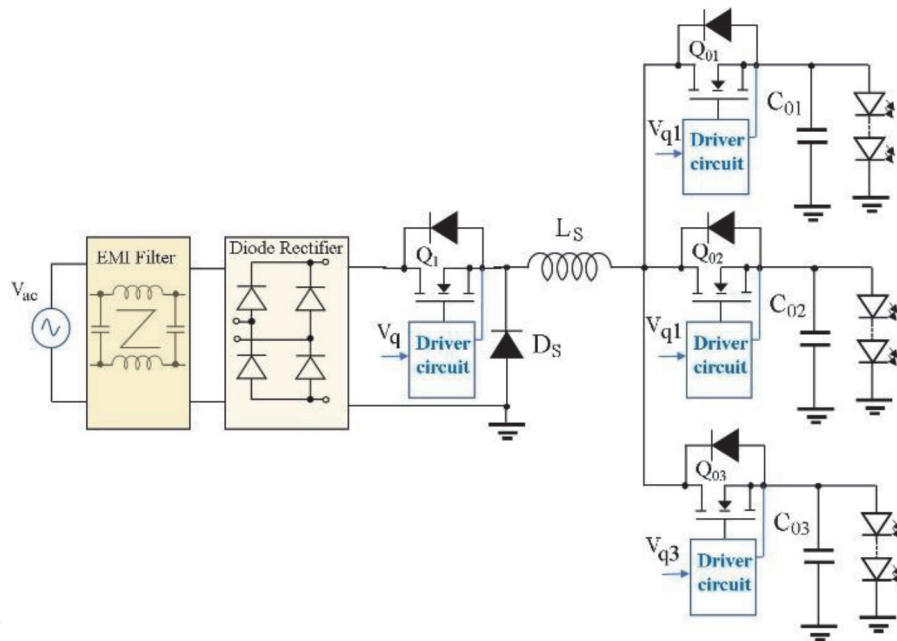 Q01
C01
Vq1
Driver
circuit
EMI Filter
Diode Rectifier
Vac
Q1
Vq
Driver
circuit
DS
LS
Q02
C02
Vq1
Driver
circuit
Q03
C03
Vq3
Driver
circuit